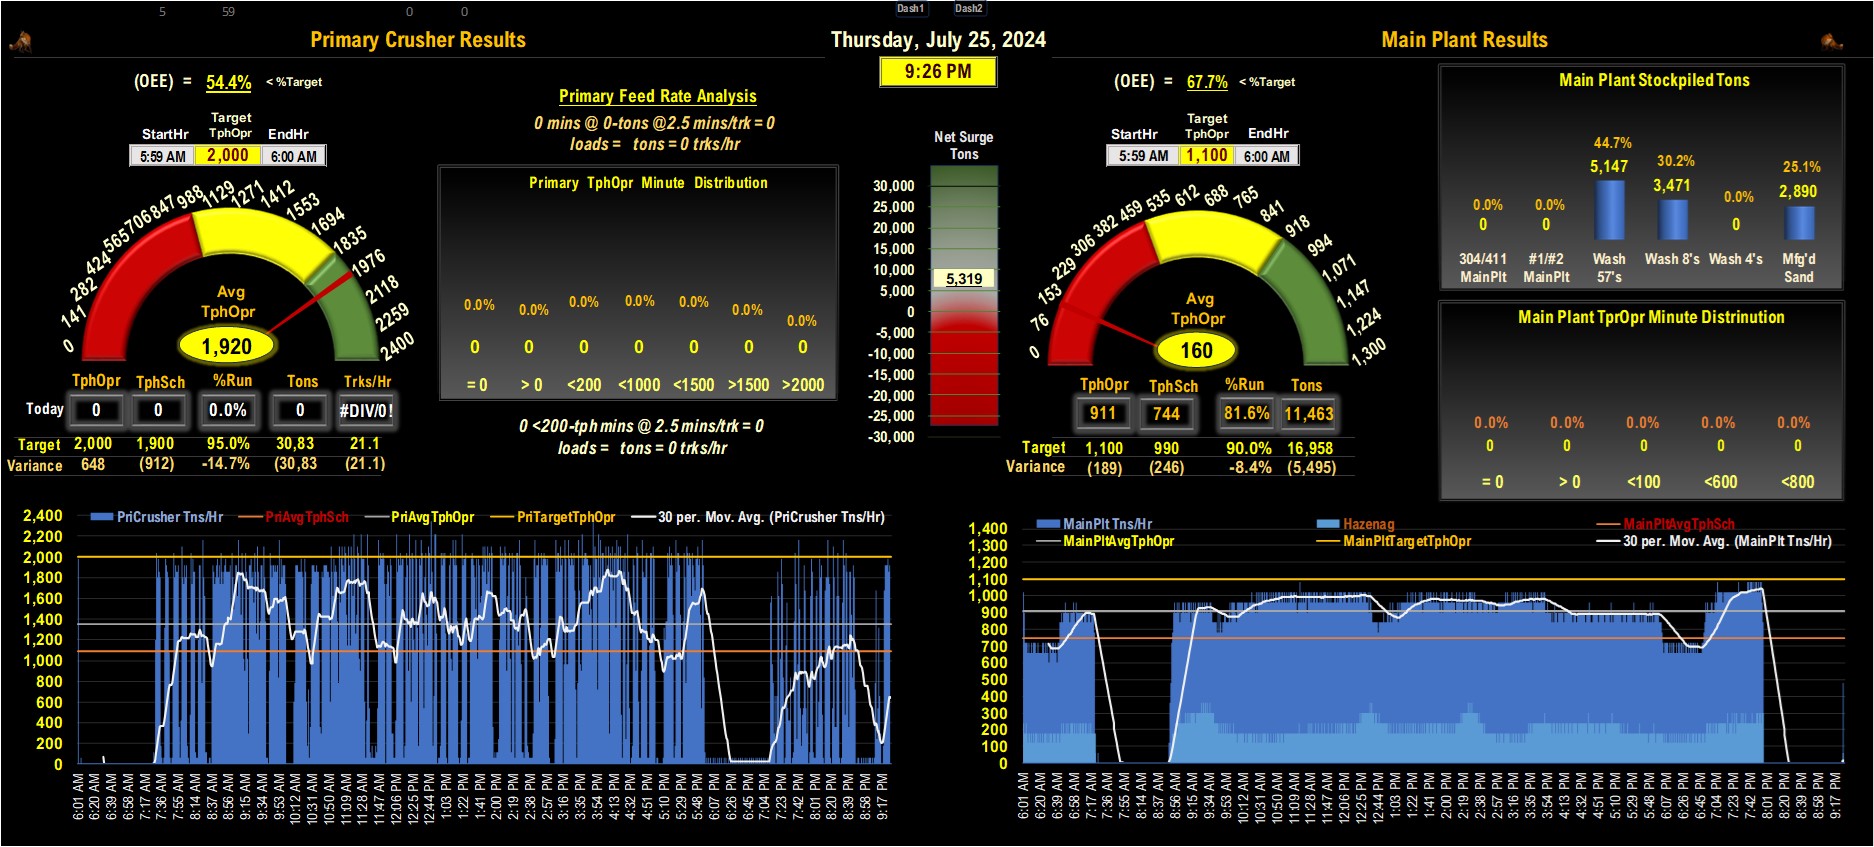 5 59 0 0 Dash1 Dash2
Primary Crusher Results
Thursday, July 25, 2024
Main Plant Results
9:26 PM
(OEE) = 54.4% < %Target
Target
StartHr TphOpr EndHr
5:59 AM 2,000 6:00 AM
0 141 282 424 565 706 847 988 1129 1271 1412 1553 1694 1835 1976 2118 2259 2400
Avg
TphOpr
1,920
TphOpr TphSch %Run Tons Trks/Hr
Today 0 0 0.0% 0 #DIV/0!
Target 2,000 1,900 95.0% 30,83 21.1
Variance 648 (912) -14.7% (30,83 (21.1)
Primary Feed Rate Analysis
0 mins @ 0-tons @2.5 mins/trk = 0
loads = tons = 0 trks/hr
Primary TphOpr Minute Distribution
0.0% 0.0% 0.0% 0.0% 0.0% 0.0% 0.0%
0 0 0 0 0 0 0
= 0 > 0 <200 <1000 <1500 >1500 >2000
0 <200-tph mins @ 2.5 mins/trk = 0
loads = tons = 0 trks/hr
Net Surge
Tons
30,000
25,000
20,000
15,000
10,000
5,319
5,000
0
-5,000
-10,000
-15,000
-20,000
-25,000
-30,000
(OEE) = 67.7% < %Target
Target
StartHr TphOpr EndHr
5:59 AM 1,100 6:00 AM
0 76 153 229 306 382 459 535 612 688 765 841 918 994 1,071 1,147 1,224 1,300
Avg
TphOpr
160
TphOpr TphSch %Run Tons
911 744 81.6% 11,463
Target 1,100 990 90.0% 16,958
Variance (189) (246) -8.4% (5,495)
Main Plant Stockpiled Tons
0.0% 0.0% 44.7% 30.2% 0.0% 25.1%
0 0 5,147 3,471 0 2,890
304/411 #1/#2 Wash Wash 8's Wash 4's Mfg'd
MainPlt MainPlt 57's Sand
Main Plant TprOpr Minute Distrinution
0.0% 0.0% 0.0% 0.0% 0.0%
0 0 0 0 0
= 0 > 0 <100 <600 <800
PriCrusher Tns/Hr PriAvgTphSch PriAvgTphOpr PriTargetTphOpr 30 per. Mov. Avg. (PriCrusher Tns/Hr)
2,400
2,200
2,000
1,800
1,600
1,400
1,200
1,000
800
600
400
200
0
6:01 AM 6:20 AM 6:39 AM 6:58 AM 7:17 AM 7:36 AM 7:55 AM 8:14 AM 8:37 AM 8:56 AM 9:15 AM 9:34 AM 9:53 AM 10:12 AM 10:31 AM 10:50 AM 11:09 AM 11:28 AM 11:47 AM 12:06 PM 12:25 PM 12:44 PM 1:03 PM 1:22 PM 1:41 PM 2:00 PM 2:19 PM 2:38 PM 2:57 PM 3:16 PM 3:35 PM 3:54 PM 4:13 PM 4:32 PM 4:51 PM 5:10 PM 5:29 PM 5:48 PM 6:07 PM 6:26 PM 6:45 PM 7:04 PM 7:23 PM 7:42 PM 8:01 PM 8:20 PM 8:39 PM 8:58 PM 9:17 PM
MainPlt Tns/Hr Hazenag MainPltAvgTphSch
MainPltAvgTphOpr MainPltTargetTphOpr 30 per. Mov. Avg. (MainPlt Tns/Hr)
1,400
1,300
1,200
1,100
1,000
900
800
700
600
500
400
300
200
100
0
6:01 AM 6:20 AM 6:39 AM 6:58 AM 7:17 AM 7:36 AM 7:55 AM 8:14 AM 8:37 AM 8:56 AM 9:15 AM 9:34 AM 9:53 AM 10:12 AM 10:31 AM 10:50 AM 11:09 AM 11:28 AM 11:47 AM 12:06 PM 12:25 PM 12:44 PM 1:03 PM 1:22 PM 1:41 PM 2:00 PM 2:19 PM 2:38 PM 2:57 PM 3:16 PM 3:35 PM 3:54 PM 4:13 PM 4:32 PM 4:51 PM 5:10 PM 5:29 PM 5:48 PM 6:07 PM 6:26 PM 6:45 PM 7:04 PM 7:23 PM 7:42 PM 8:01 PM 8:20 PM 8:39 PM 8:58 PM 9:17 PM